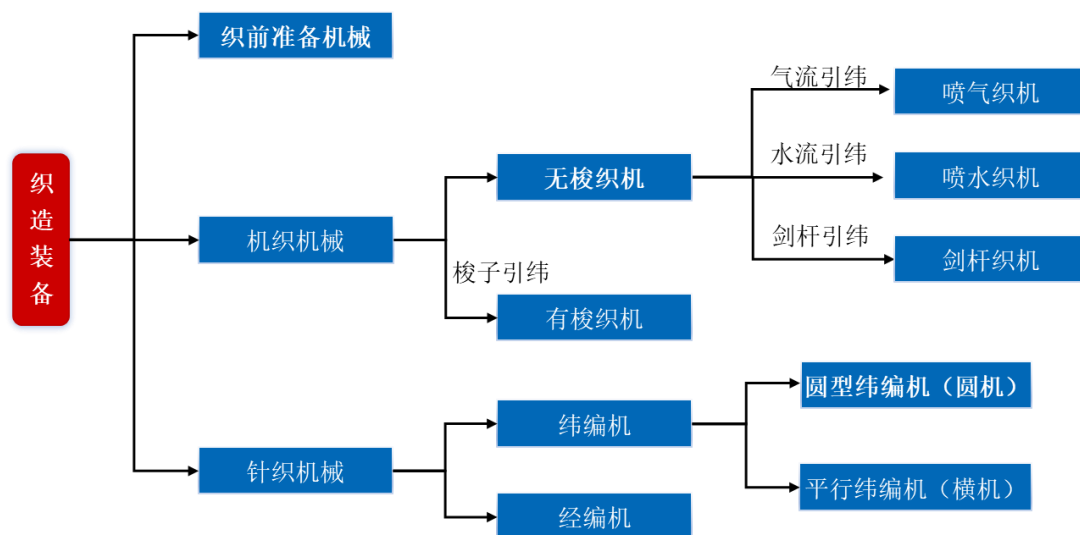 织造装备
织前准备机械
机织机械
针织机械
梭子引纬
无梭织机
有梭织机
纬编机
经编机
气流引纬
喷气织机
水流引纬
喷水织机
剑杆引纬
剑杆织机
圆型纬编机（圆机）
平行纬编机（横机）